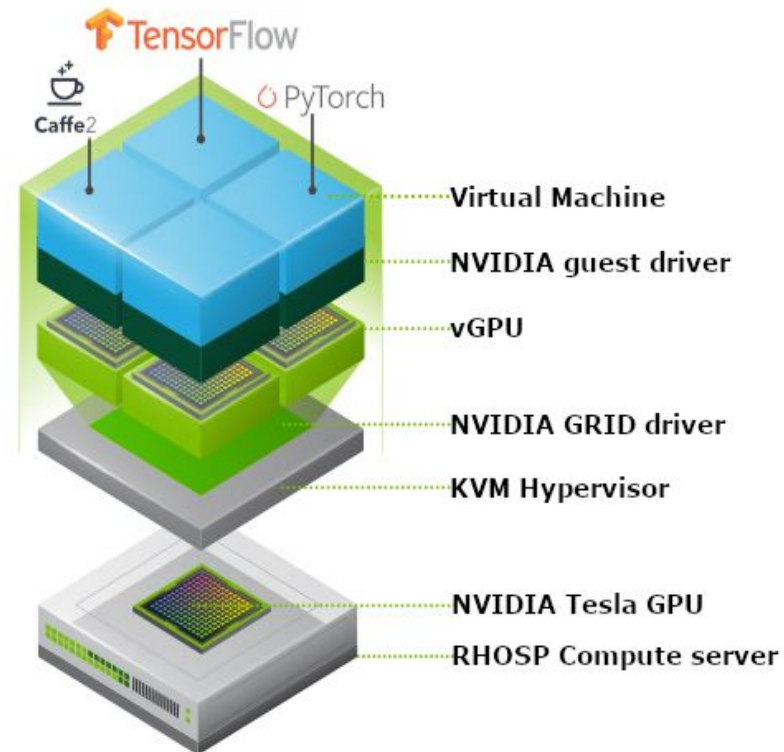 TensorFlow
Caffe2
PyTorch
Virtual Machine
NVIDIA guest driver
vGPU
NVIDIA GRID driver
KVM Hypervisor
NVIDIA Tesla GPU
RHOSP Compute server